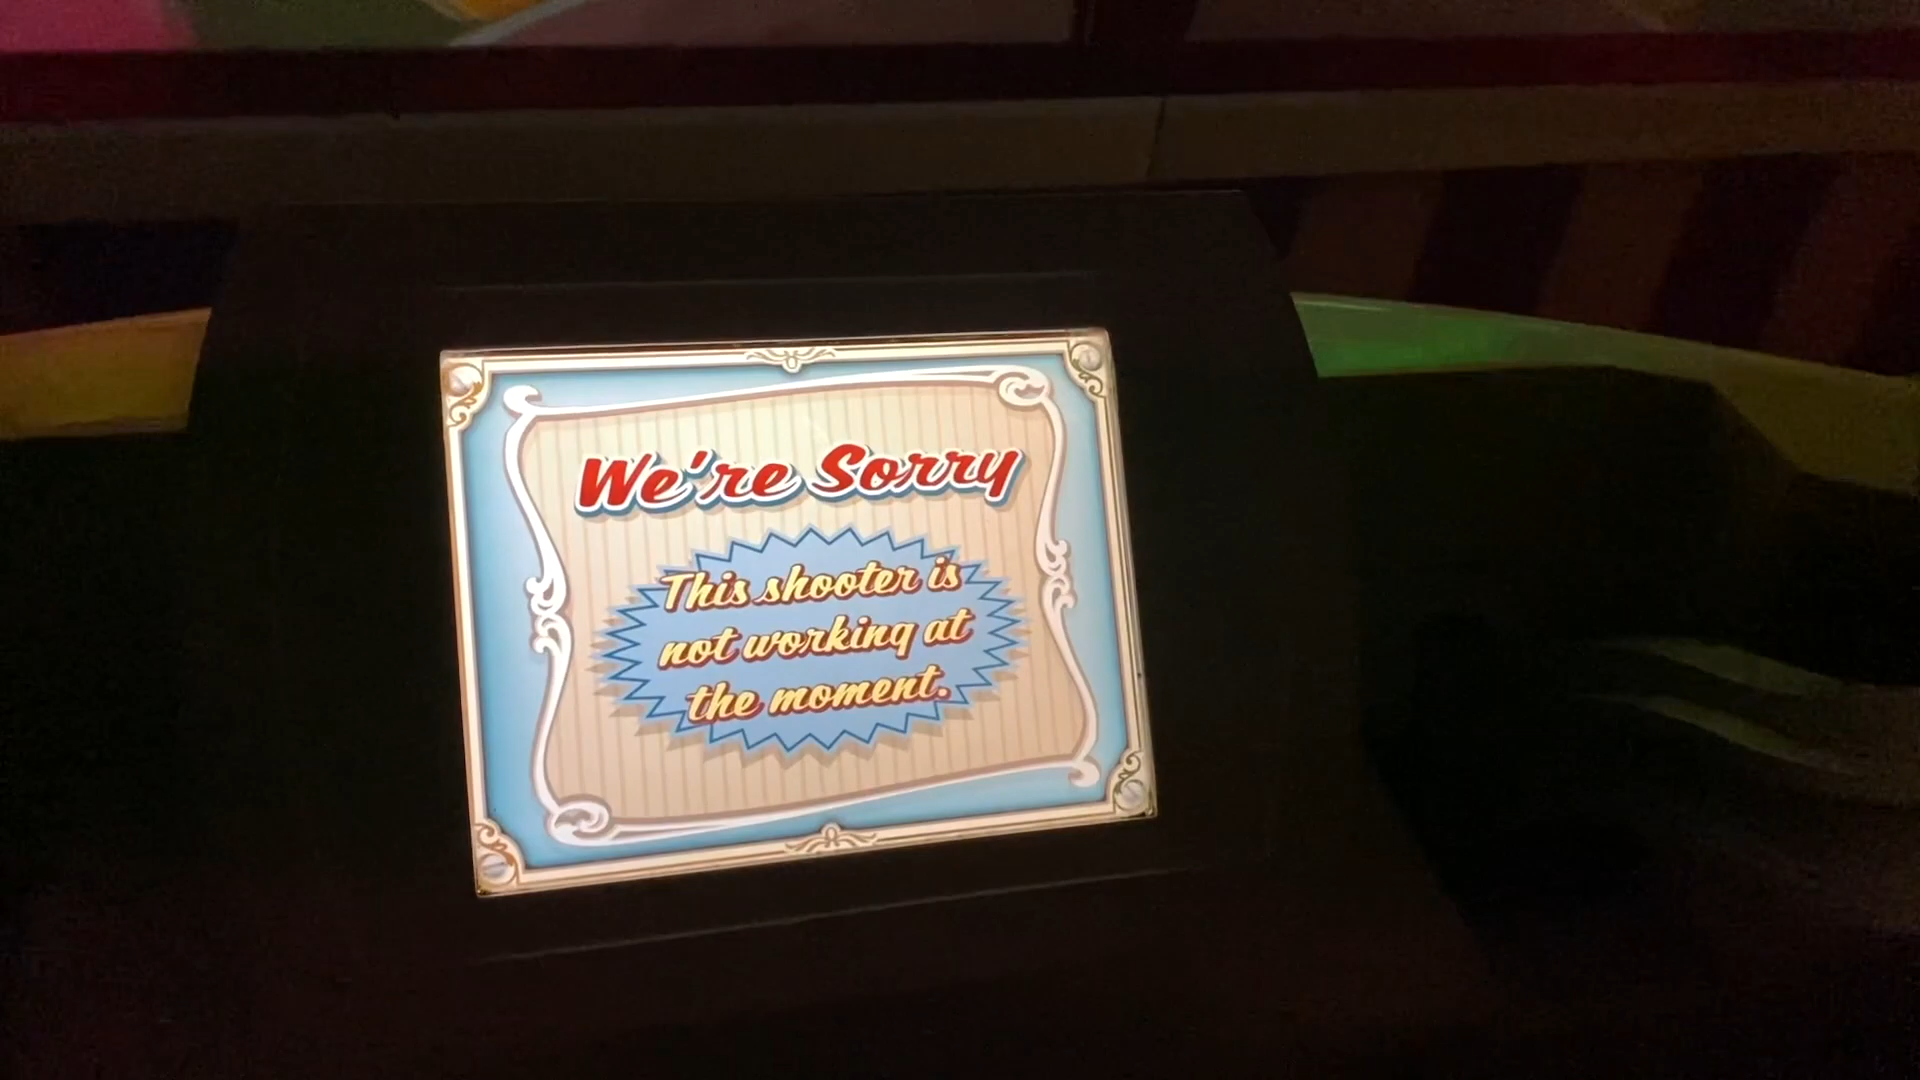 We're Sorry
This shooter is
not working at
the moment.